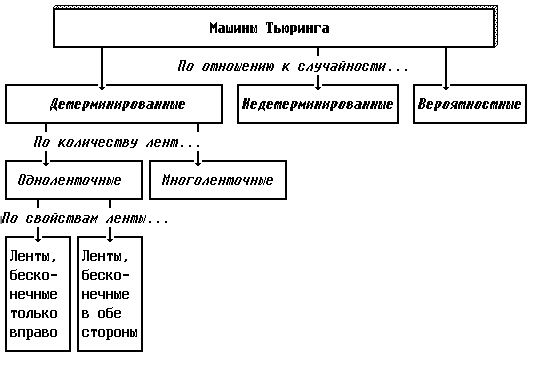 Машины Тьюринга
По отношению к случайности...
Детерминированные
Недетерминированные
Вероятностные
По количеству лент...
Одноленточные
Многоленточные
По свойствам ленты...
Ленты,
беско-
нечные
только
вправо
Ленты,
беско-
нечные
в обе
стороны